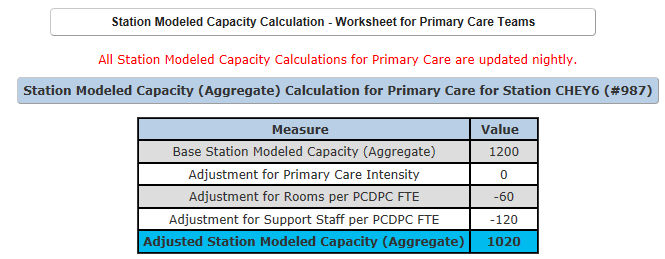 Station Modeled Capacity Calculation - Worksheet for Primary Care Teams
All Station Modeled Capacity Calculations for Primary Care are updated nightly.
Station Modeled Capacity (Aggregate) Calculation for Primary Care for Station CHEY6 (#987)
Measure Value
Base Station Modeled Capacity (Aggregate) 1200
Adjustment for Primary Care Intensity 0
Adjustment for Rooms per PCDPC FTE -60
Adjustment for Support Staff per PCDPC FTE -120
Adjusted Station Modeled Capacity (Aggregate) 1020